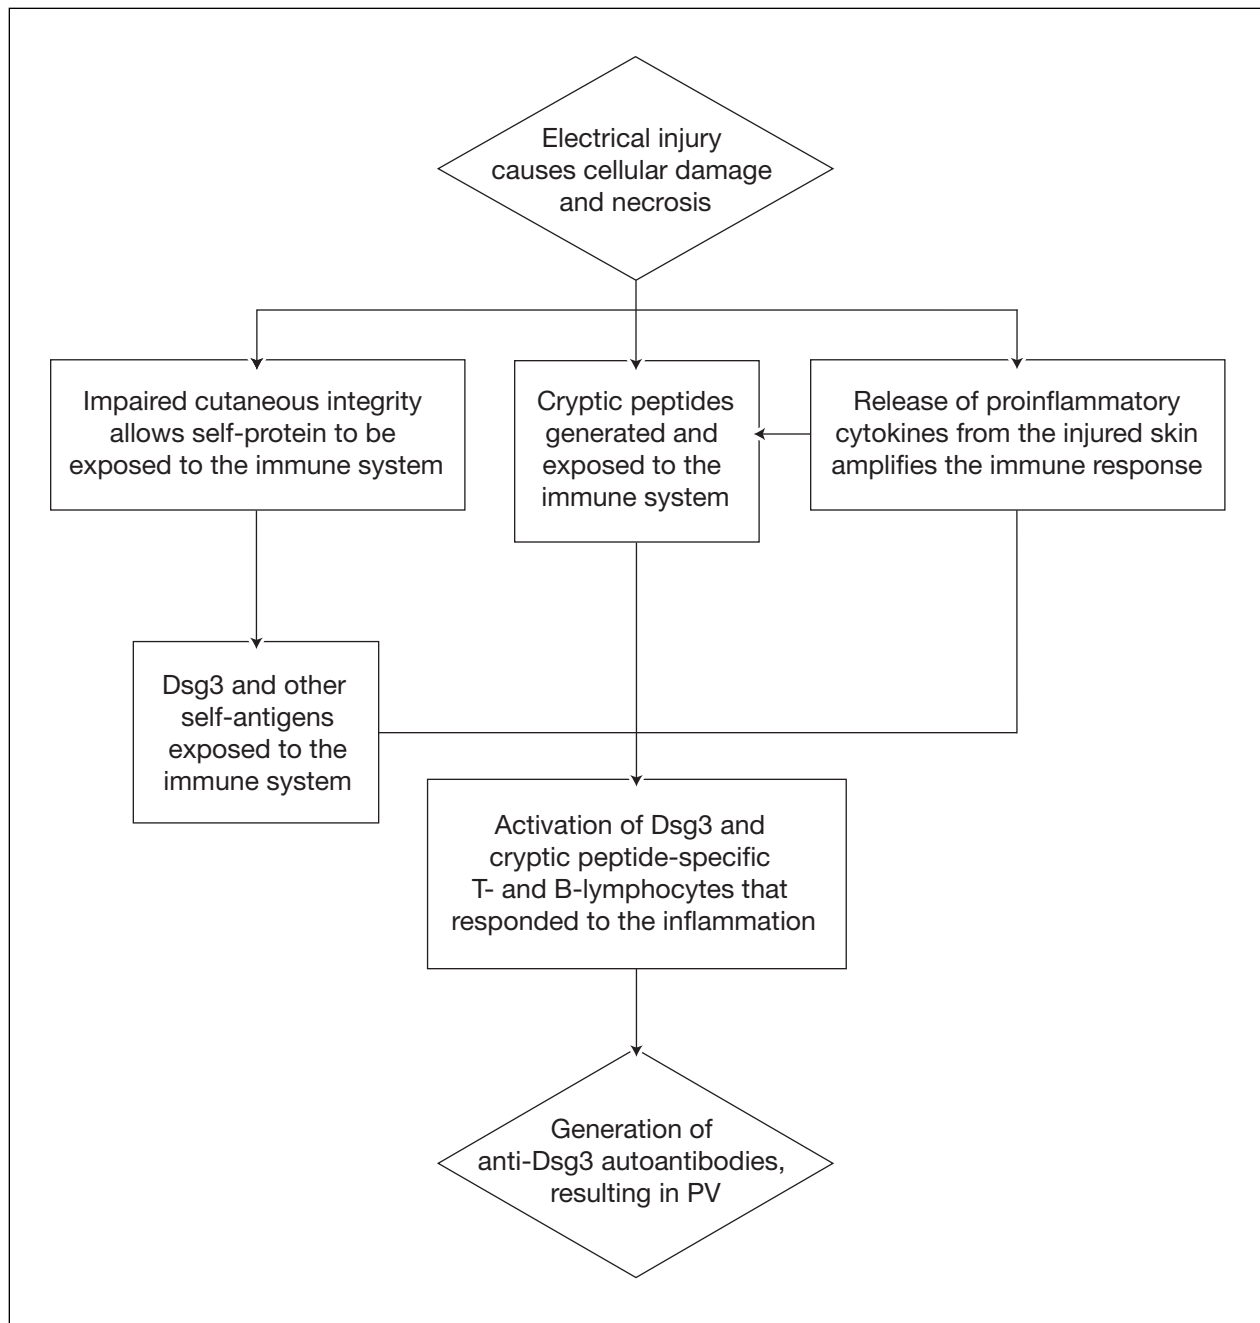 Electrical injury
causes cellular damage
and necrosis
Impaired cutaneous integrity
allows self-protein to be
exposed to the immune system
Cryptic peptides
generated and
exposed to the
immune system
Release of proinflammatory
cytokines from the injured skin
amplifies the immune response
Dsg3 and other
self-antigens
exposed to the
immune system
Activation of Dsg3 and
cryptic peptide-specific
T- and B-lymphocytes that
responded to the inflammation
Generation of
anti-Dsg3 autoantibodies,
resulting in PV